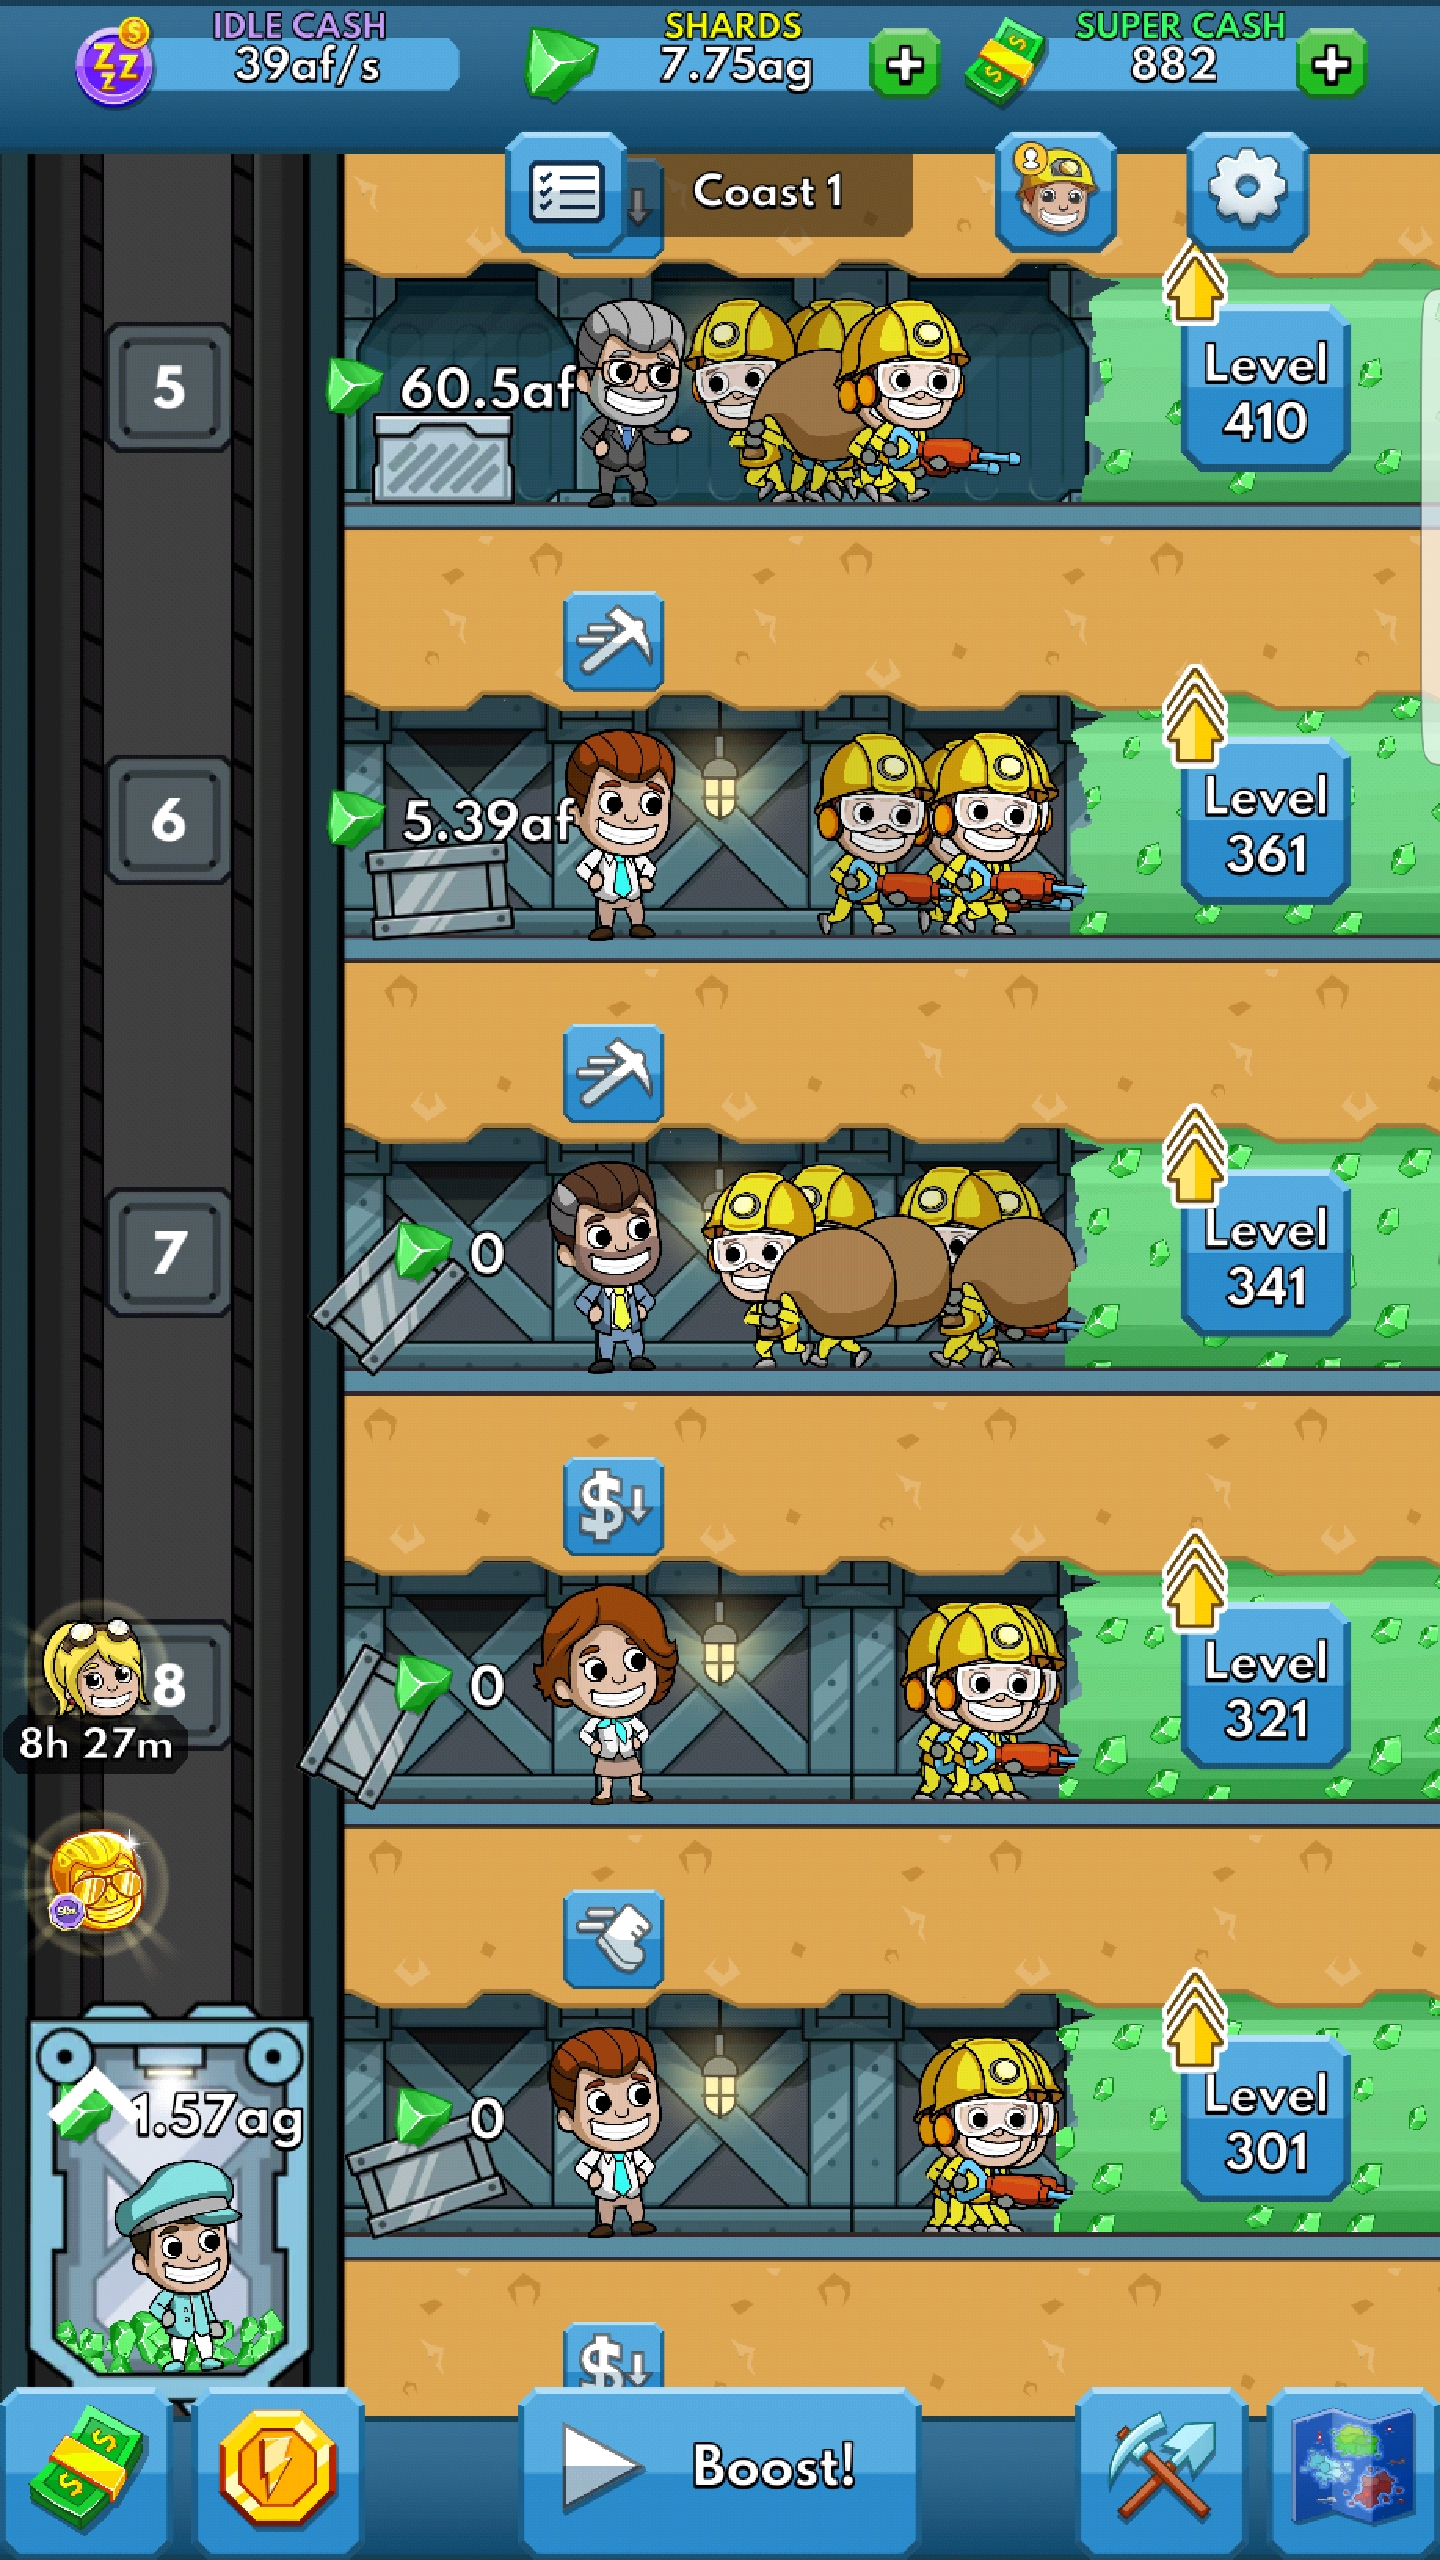 IDLE CASH
39af/s
SHARDS
7.75ag
SUPER CASH
882
Coast 1
5
60.5af
Level
410
6
5.39af
Level
361
7
0
Level
341
8
8h 27m
0
Level
321
1.57ag
0
Level
301
Boost!